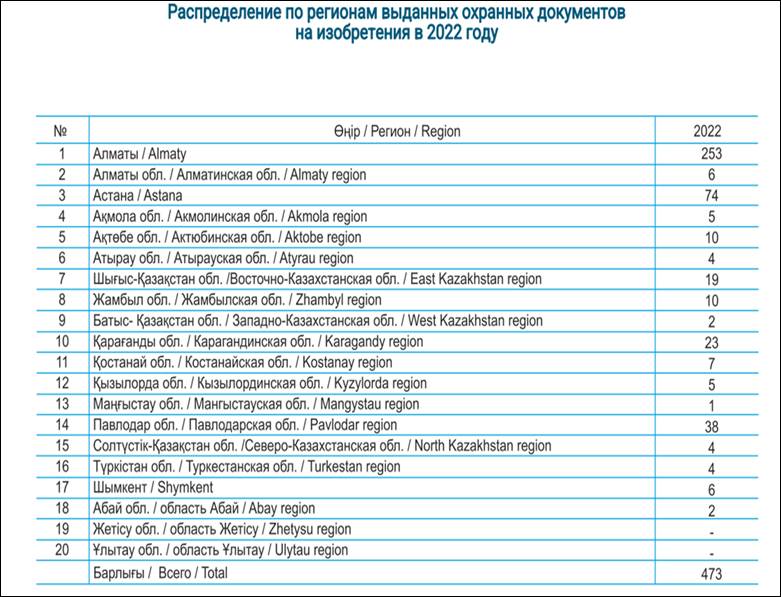 Распределение по регионам выданных охранных документов
на изобретения в 2022 году
№ Өңір / Регион / Region 2022
1 Алматы / Almaty 253
2 Алматы обл. / Алматинская обл. / Almaty region 6
3 Астана / Astana 74
4 Ақмола обл. / Акмолинская обл. / Akmola region 5
5 Ақтөбе обл. / Актюбинская обл. / Aktobe region 10
6 Атырау обл. / Атырауская обл. / Atyrau region 4
7 Шығыс-Қазақстан обл. /Восточно-Казахстанская обл. / East Kazakhstan region 19
8 Жамбыл обл. / Жамбылская обл. / Zhambyl region 10
9 Батыс- Қазақстан обл. / Западно-Казахстанская обл. / West Kazakhstan region 2
10 Қарағанды обл. / Карагандинская обл. / Karagandy region 23
11 Қостанай обл. / Костанайская обл. / Kostanay region 7
12 Қызылорда обл. / Кызылординская обл. / Kyzylorda region 5
13 Маңғыстау обл. / Мангыстауская обл. / Mangystau region 1
14 Павлодар обл. / Павлодарская обл. / Pavlodar region 38
15 Солтүстік-Қазақстан обл. /Северо-Казахстанская обл. / North Kazakhstan region 4
16 Түркістан обл. / Туркестанская обл. / Turkestan region 4
17 Шымкент / Shymkent 6
18 Абай обл. / область Абай / Abay region 2
19 Жетісу обл. / область Жетісу / Zhetysu region -
20 Ұлытау обл. / область Ұлытау / Ulytau region -
Барлығы / Всего / Total 473